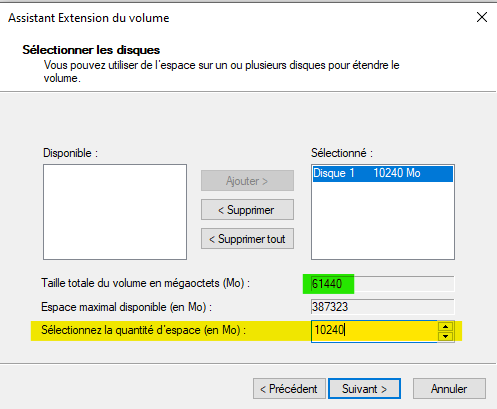 Assistant Extension du volume
Sélectionner les disques
Vous pouvez utiliser de l'espace sur un ou plusieurs disques pour étendre le
volume.
Disponible :
Sélectionné :
Ajouter >
Disque 1 10240 Mo
< Supprimer
< Supprimer tout
Taille totale du volume en mégaoctets (Mo) : 61440
Espace maximal disponible (en Mo) : 387323
Sélectionnez la quantité d'espace (en Mo) : 10240
< Précédent Suivant > Annuler